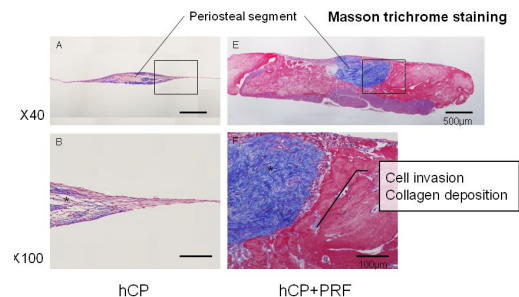 Periosteal segment
Masson trichrome staining
A
E
X40
500μm
B
F
*
*
Cell invasion
Collagen deposition
X100
100μm
hCP
hCP+PRF